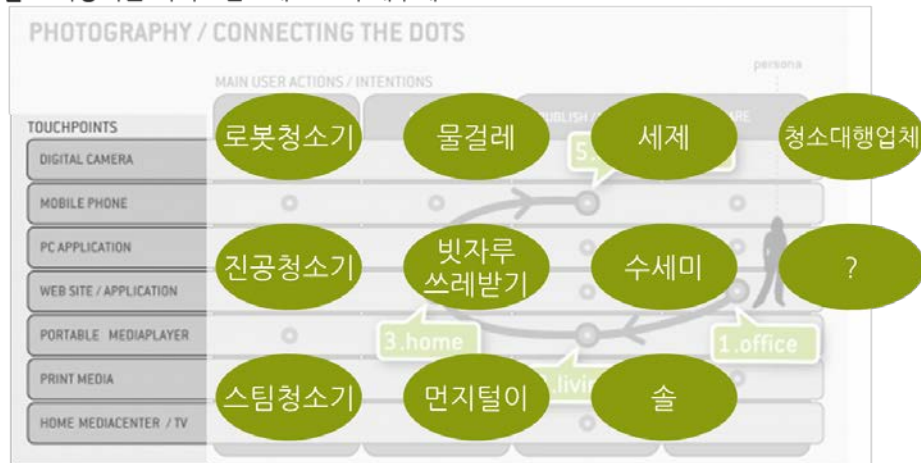 PHOTOGRAPHY / CONNECTING THE DOTS
persona
MAIN USER ACTIONS / INTENTIONS
TOUCHPOINTS
로봇청소기
물걸레
세제
청소대행업체
DIGITAL CAMERA
MOBILE PHONE
PC APPLICATION
진공청소기
빗자루
쓰레받기
수세미
?
WEB SITE / APPLICATION
PORTABLE MEDIAPLAYER
3.home
1.office
PRINT MEDIA
스팀청소기
먼지털이
솔
HOME MEDIACENTER / TV